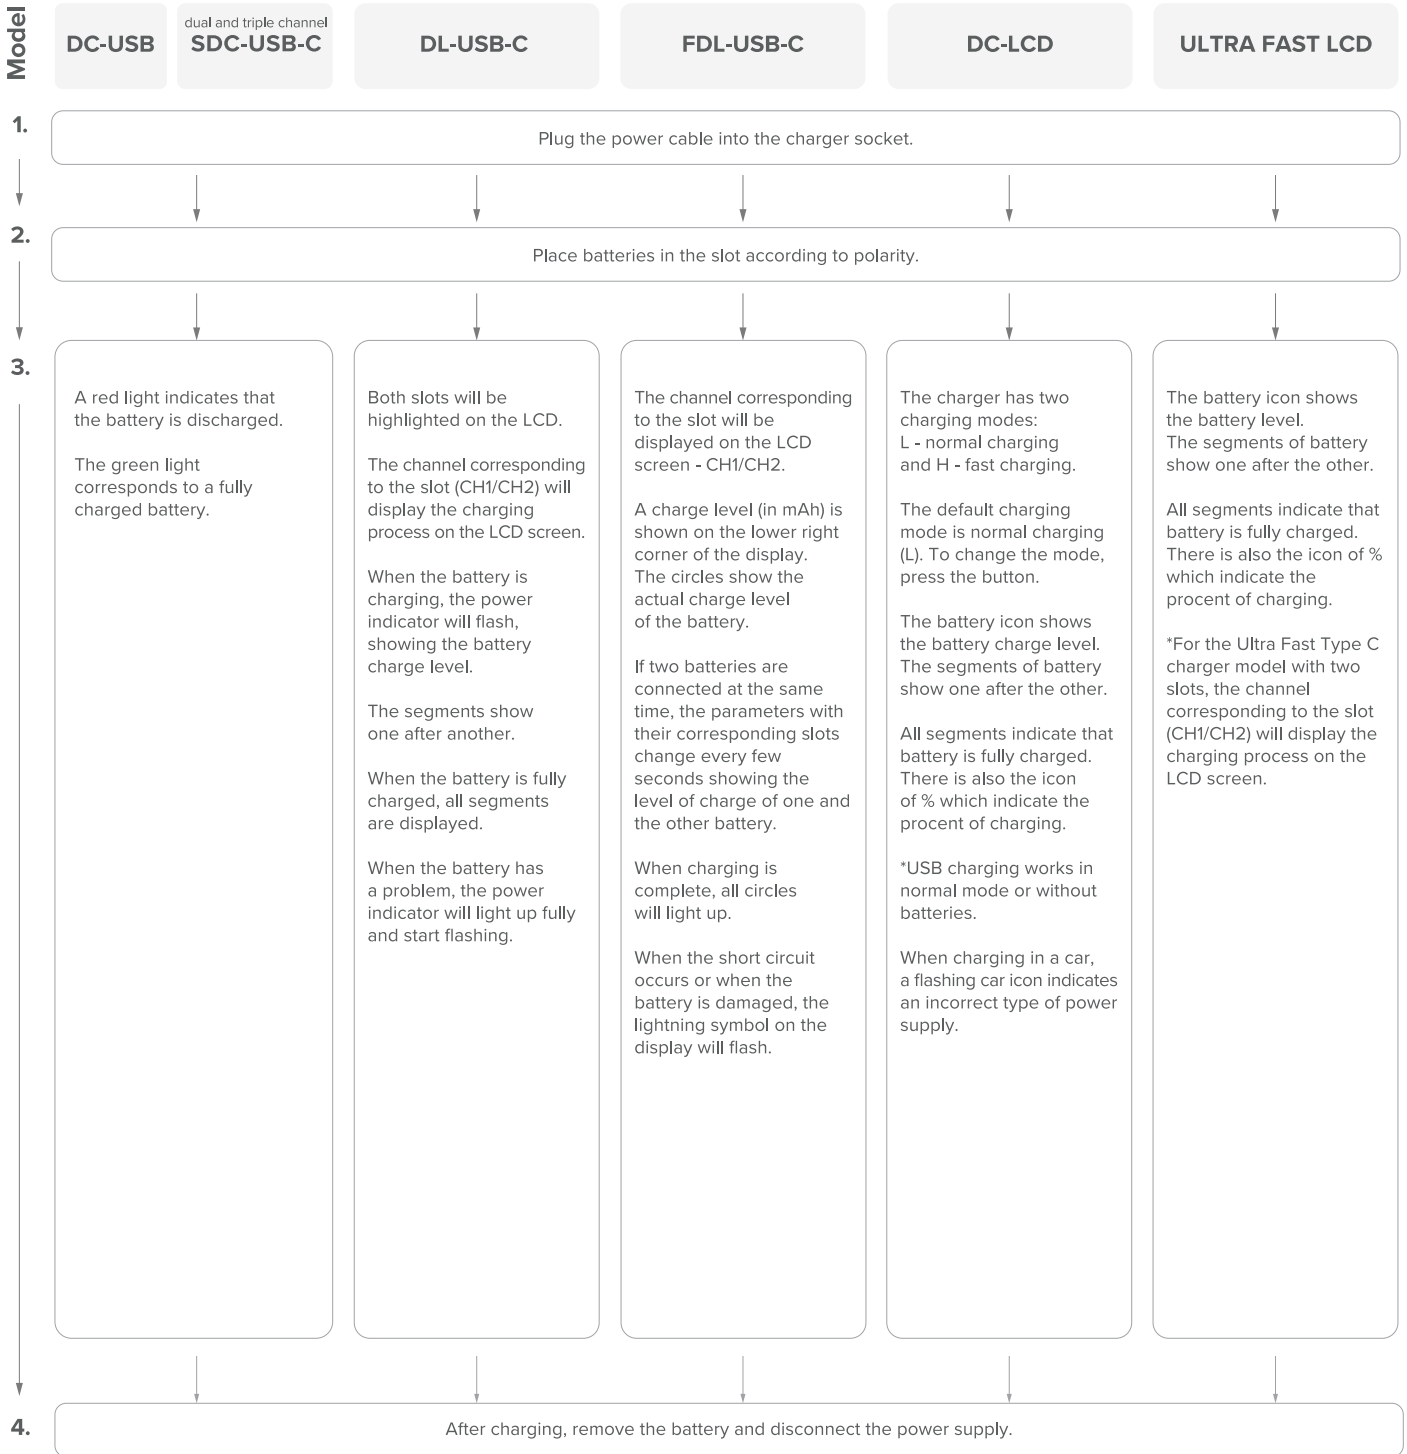 Model
DC-USB
dual and triple channel
SDC-USB-C
DL-USB-C
FDL-USB-C
DC-LCD
ULTRA FAST LCD
1.
Plug the power cable into the charger socket.
2.
Place batteries in the slot according to polarity.
3.
A red light indicates that
the battery is discharged.
The green light
corresponds to a fully
charged battery.
Both slots will be
highlighted on the LCD.
The channel corresponding
to the slot (CH1/CH2) will
display the charging
process on the LCD screen.
When the battery is
charging, the power
indicator will flash,
showing the battery
charge level.
The segments show
one after another.
When the battery is fully
charged, all segments
are displayed.
When the battery has
a problem, the power
indicator will light up fully
and start flashing.
The channel corresponding
to the slot will be
displayed on the LCD
screen - CH1/CH2.
A charge level (in mAh) is
shown on the lower right
corner of the display.
The circles show the
actual charge level
of the battery.
If two batteries are
connected at the same
time, the parameters with
their corresponding slots
change every few
seconds showing the
level of charge of one and
the other battery.
When charging is
complete, all circles
will light up.
When the short circuit
occurs or when the
battery is damaged, the
lightning symbol on the
display will flash.
The charger has two
charging modes:
L - normal charging
and H - fast charging.
The default charging
mode is normal charging
(L). To change the mode,
press the button.
The battery icon shows
the battery charge level.
The segments of battery
show one after the other.
All segments indicate that
battery is fully charged.
There is also the icon
of % which indicate the
procent of charging.
*USB charging works in
normal mode or without
batteries.
When charging in a car,
a flashing car icon indicates
an incorrect type of power
supply.
The battery icon shows
the battery level.
The segments of battery
show one after the other.
All segments indicate that
battery is fully charged.
There is also the icon of %
which indicate the
procent of charging.
*For the Ultra Fast Type C
charger model with two
slots, the channel
corresponding to the slot
(CH1/CH2) will display the
charging process on the
LCD screen.
4.
After charging, remove the battery and disconnect the power supply.